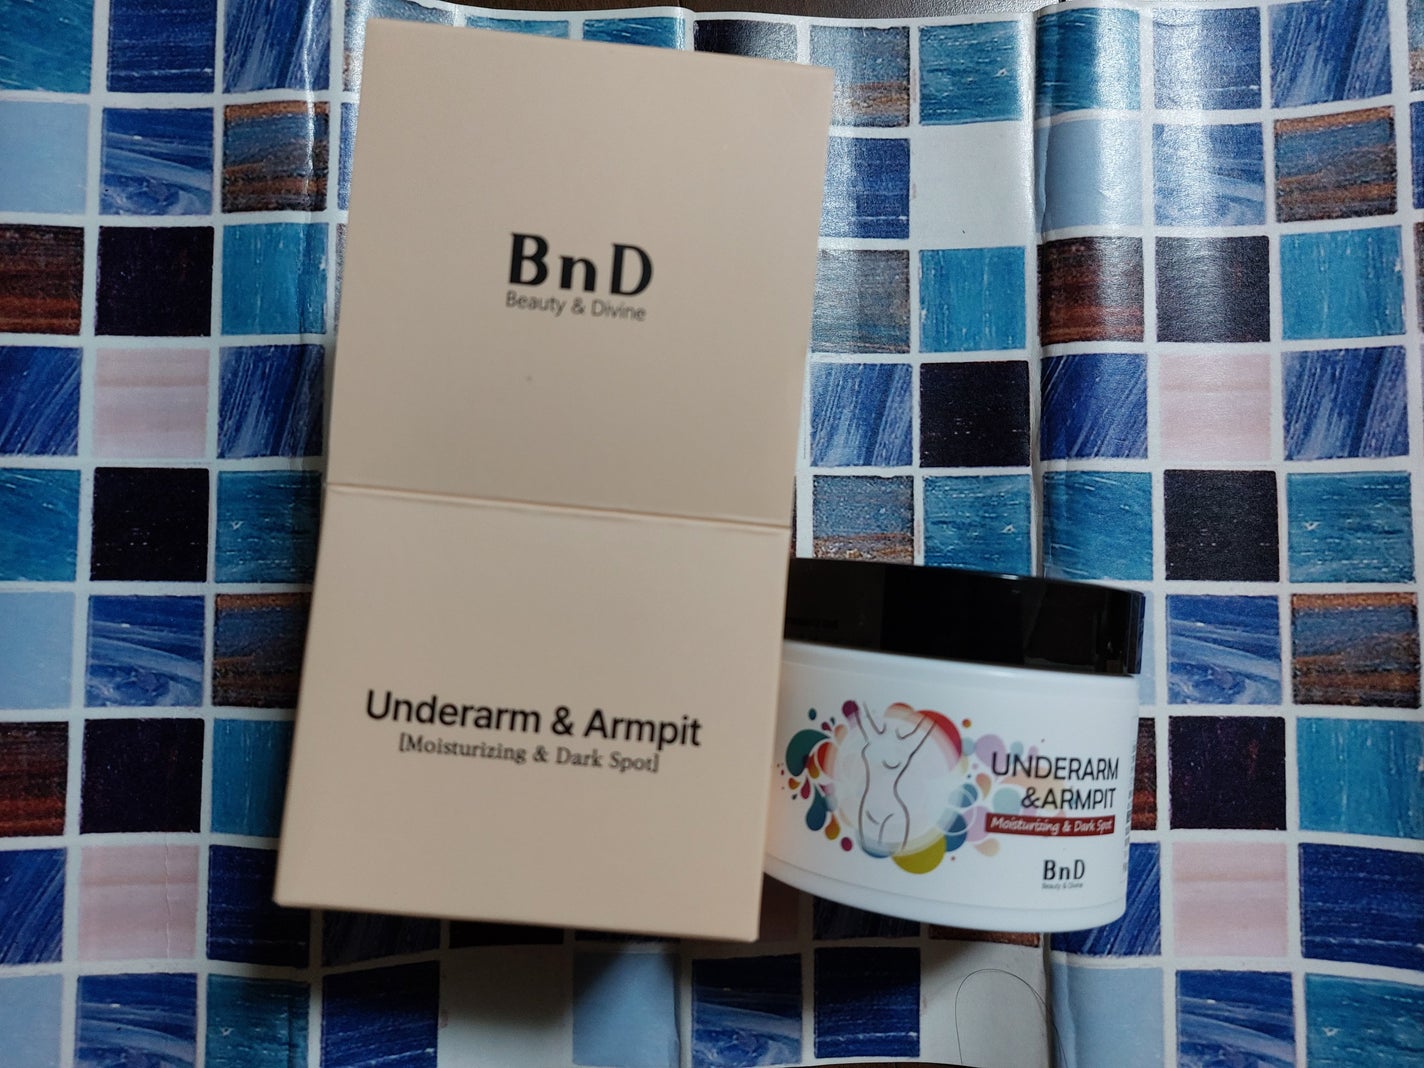 BnD
Beauty & Divine
Underarm & Armpit
[Moisturizing & Dark Spot]
UNDERARM
&ARMPIT
Moisturizing & Dark Spot
BnD
Beauty & Divine